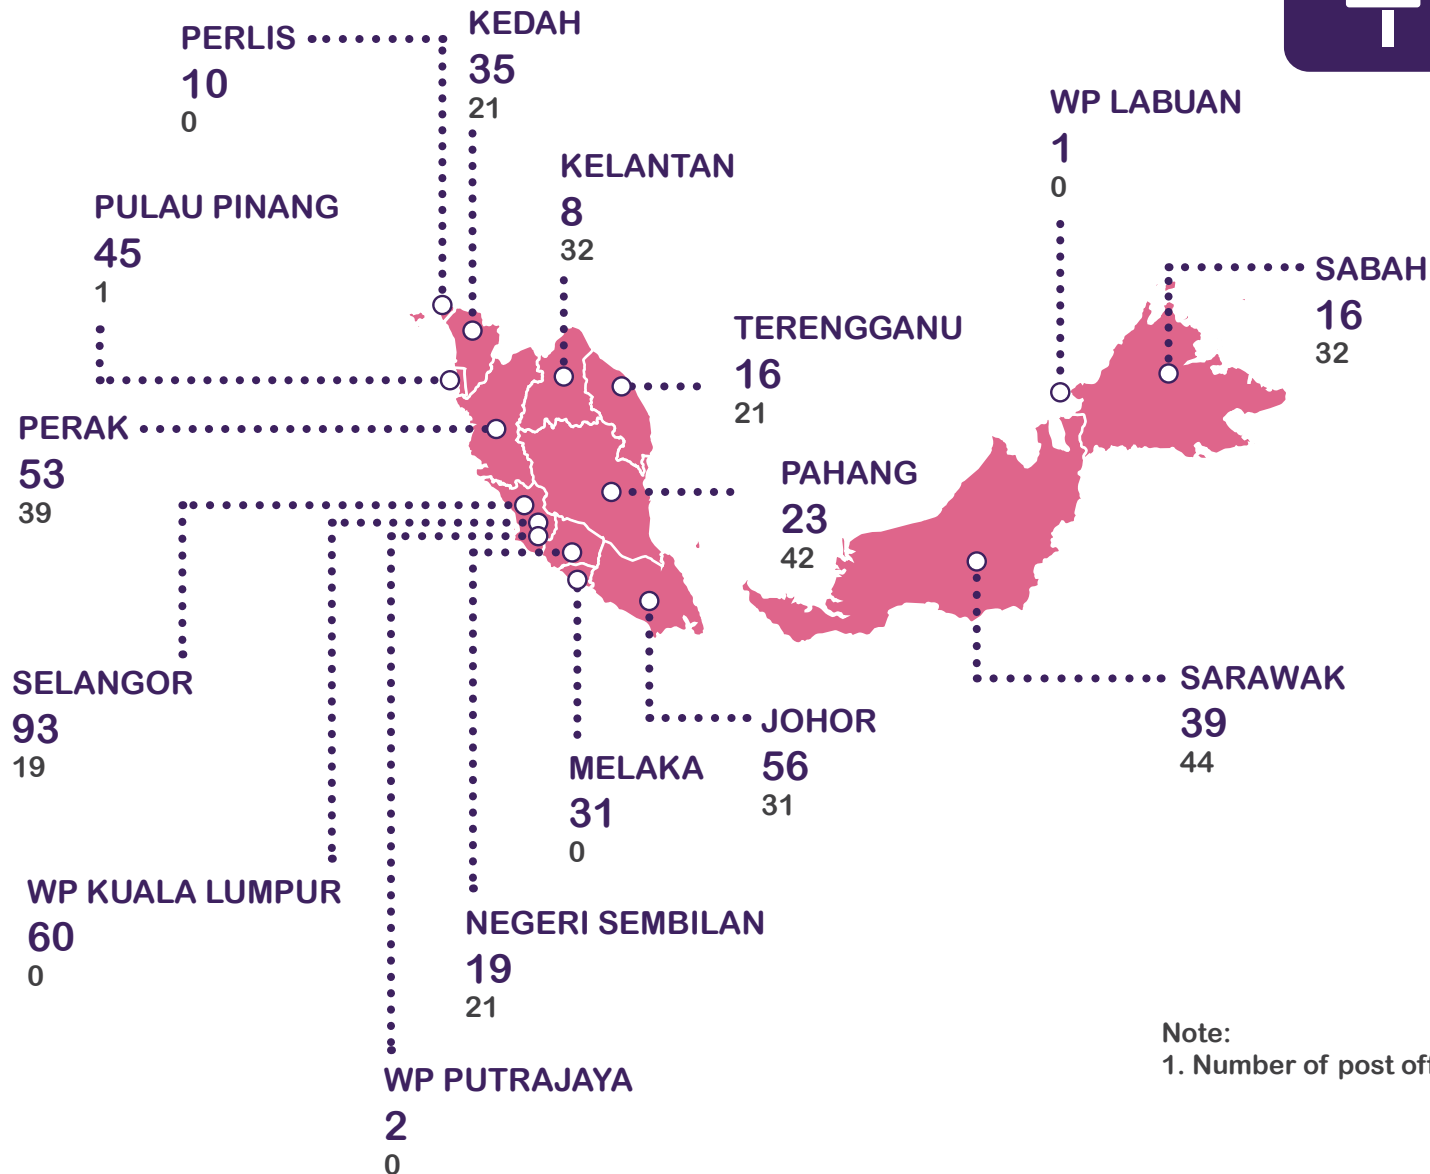 PERLIS
10
0
KEDAH
35
21
WP LABUAN
1
0
KELANTAN
8
32
PULAU PINANG
45
1
SABAH
16
32
TERENGGANU
16
21
PERAK
53
39
PAHANG
23
42
SELANGOR
93
19
SARAWAK
39
44
JOHOR
56
31
MELAKA
31
0
WP KUALA LUMPUR
60
0
NEGERI SEMBILAN
19
21
WP PUTRAJAYA
2
0
Note:
1. Number of post